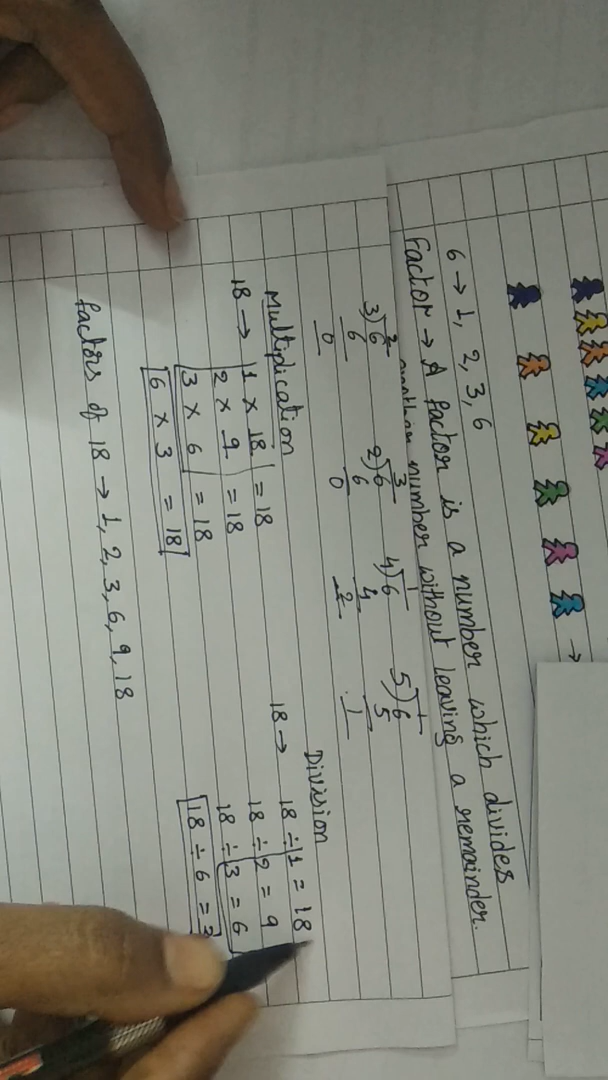 6 → 1, 2, 3, 6
Factor → A factor is a number which divides
another number without leaving a remainder.
3)6 2
6
0
2)6 3
6
0
4)6 1
4
2
5)6 1
5
1
Multiplication
18 → 1 × 18 = 18
2 × 9 = 18
3 × 6 = 18
6 × 3 = 18
Division
18 → 18 ÷ 1 = 18
18 ÷ 2 = 9
18 ÷ 3 = 6
18 ÷ 6 = 3
factors of 18 → 1, 2, 3, 6, 9, 18